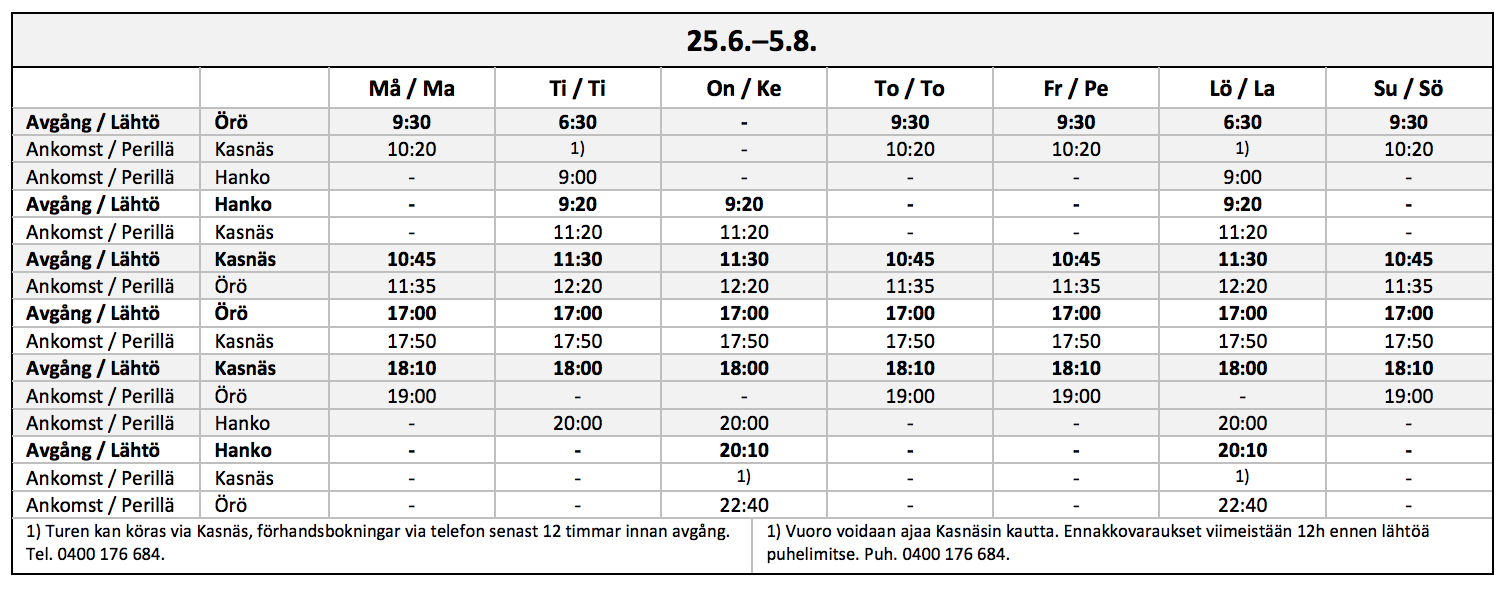 25.6.–5.8.
Må / Ma Ti / Ti On / Ke To / To Fr / Pe Lö / La Su / Sö
Avgång / Lähtö Örö 9:30 6:30 - 9:30 9:30 6:30 9:30
Ankomst / Perillä Kasnäs 10:20 1) - 10:20 10:20 1) 10:20
Ankomst / Perillä Hanko - 9:00 - - - 9:00 -
Avgång / Lähtö Hanko - 9:20 9:20 - - 9:20 -
Ankomst / Perillä Kasnäs - 11:20 11:20 - - 11:20 -
Avgång / Lähtö Kasnäs 10:45 11:30 11:30 10:45 10:45 11:30 10:45
Ankomst / Perillä Örö 11:35 12:20 12:20 11:35 11:35 12:20 11:35
Avgång / Lähtö Örö 17:00 17:00 17:00 17:00 17:00 17:00 17:00
Ankomst / Perillä Kasnäs 17:50 17:50 17:50 17:50 17:50 17:50 17:50
Avgång / Lähtö Kasnäs 18:10 18:00 18:00 18:10 18:10 18:00 18:10
Ankomst / Perillä Örö 19:00 - - 19:00 19:00 - 19:00
Ankomst / Perillä Hanko - 20:00 20:00 - - 20:00 -
Avgång / Lähtö Hanko - - 20:10 - - 20:10 -
Ankomst / Perillä Kasnäs - - 1) - - 1) -
Ankomst / Perillä Örö - - 22:40 - - 22:40 -
1) Turen kan köras via Kasnäs, förhandsbokningar via telefon senast 12 timmar innan avgång.
Tel. 0400 176 684.
1) Vuoro voidaan ajaa Kasnäsin kautta. Ennakkovaraukset viimeistään 12h ennen lähtöä
puhelimitse. Puh. 0400 176 684.